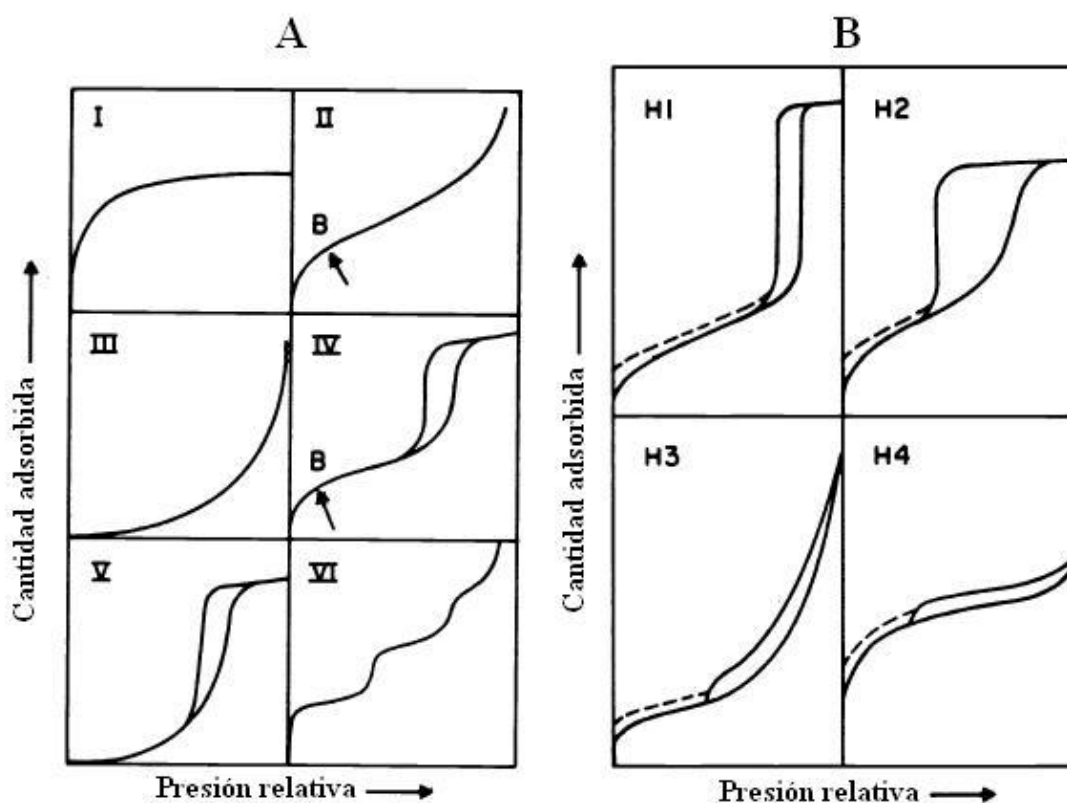 A
I
II
B
III
IV
B
V
VI
Cantidad adsorbida
Presión relativa
B
H1
H2
H3
H4
Cantidad adsorbida
Presión relativa